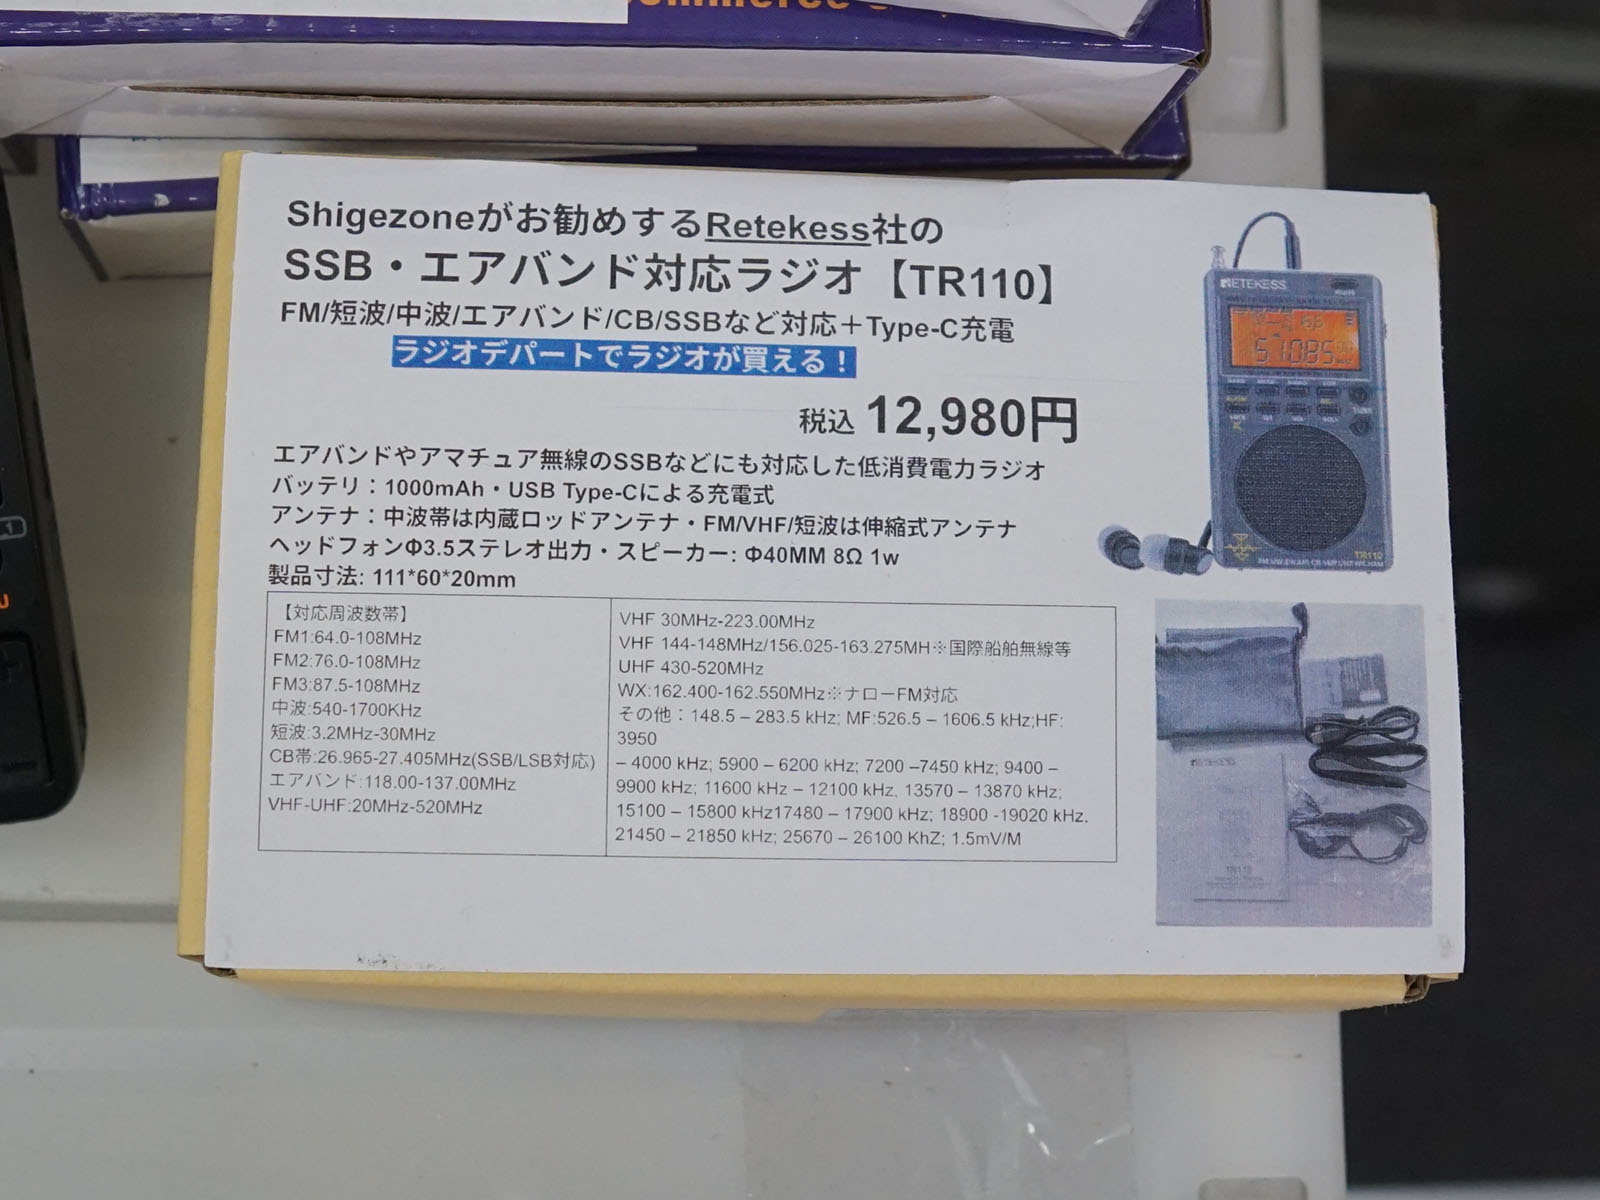 Shigezoneがお勧めするRetekess社の
SSB・エアバンド対応ラジオ【TR110】
FM/短波/中波/エアバンド/CB/SSBなど対応＋Type-C充電
ラジオデパートでラジオが買える！
税込 12,980円
エアバンドやアマチュア無線のSSBなどにも対応した低消費電力ラジオ
バッテリ：1000mAh・USB Type-Cによる充電式
アンテナ：中波帯は内蔵ロッドアンテナ・FM/VHF/短波は伸縮式アンテナ
ヘッドフォンΦ3.5ステレオ出力・スピーカー: Φ40MM 8Ω 1w
製品寸法: 111*60*20mm
【対応周波数帯】
FM1:64.0-108MHz
FM2:76.0-108MHz
FM3:87.5-108MHz
中波:540-1700KHz
短波:3.2MHz-30MHz
CB帯:26.965-27.405MHz(SSB/LSB対応)
エアバンド:118.00-137.00MHz
VHF-UHF:20MHz-520MHz
VHF 30MHz-223.00MHz
VHF 144-148MHz/156.025-163.275MH※国際船舶無線等
UHF 430-520MHz
WX:162.400-162.550MHz※ナローFM対応
その他：148.5 – 283.5 kHz; MF:526.5 – 1606.5 kHz;HF:
3950
– 4000 kHz; 5900 – 6200 kHz; 7200 –7450 kHz; 9400 –
9900 kHz; 11600 kHz – 12100 kHz, 13570 – 13870 kHz;
15100 – 15800 kHz17480 – 17900 kHz; 18900 -19020 kHz,
21450 – 21850 kHz; 25670 – 26100 KhZ; 1.5mV/M
RETEKESS
TR110
RETEKESS
TR110